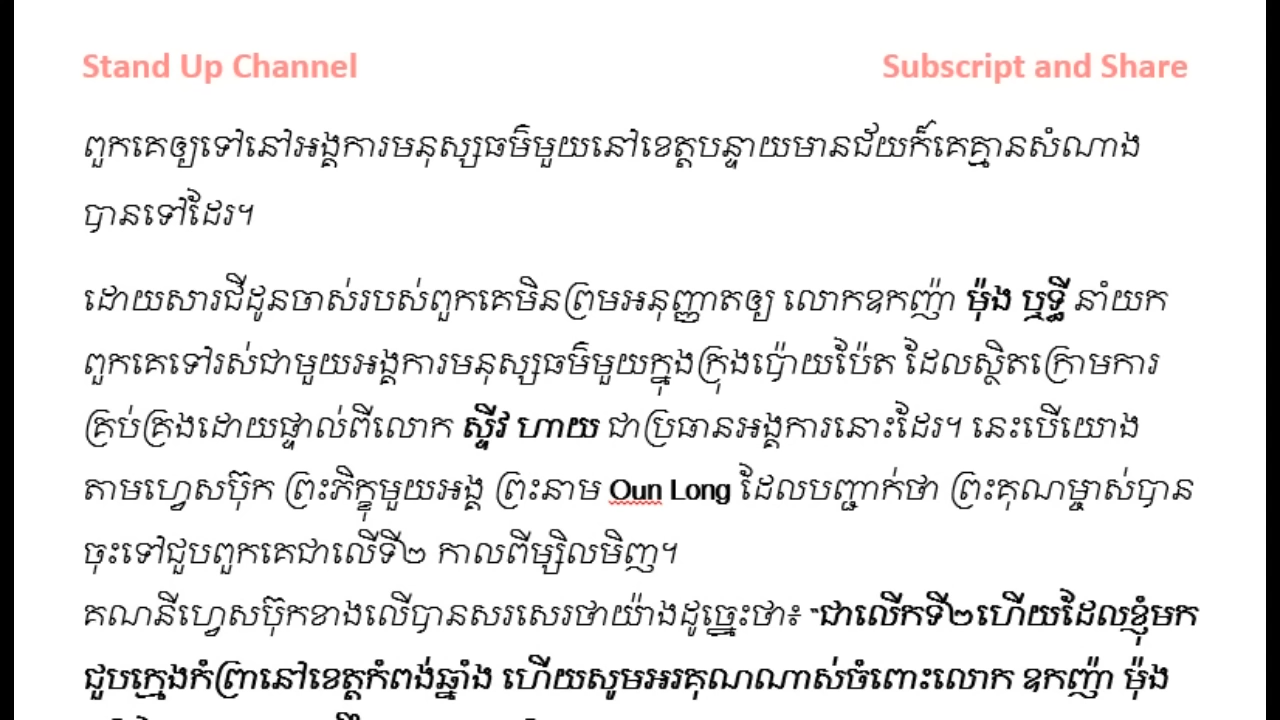 Stand Up Channel
Subscript and Share
ពួកគេឲ្យទៅនៅអង្គការមនុស្សធម៌មួយនៅខេត្តបន្ទាយមានជ័យក៏គេគ្មានសំណាង
បានទៅដែរ។
ដោយសារជីដូនចាស់របស់ពួកគេមិនព្រមអនុញ្ញាតឲ្យ លោកឧកញ៉ា ម៉ុង ឬទ្ធី នាំយក
ពួកគេទៅរស់ជាមួយអង្គការមនុស្សធម៌មួយក្នុងក្រុងប៉ោយប៉ែត ដែលស្ថិតក្រោមការ
គ្រប់គ្រងដោយផ្ទាល់ពីលោក ស្ទីវ ហាយ ជាប្រធានអង្គការនោះដែរ។ នេះបើយោង
តាមហ្វេសប៊ុក ព្រះភិក្ខុមួយអង្គ ព្រះនាម Oun Long ដែលបញ្ជាក់ថា ព្រះគុណម្ចាស់បាន
ចុះទៅជួបពួកគេជាលើទី២ កាលពីម្សិលមិញ។
គណនីហ្វេសប៊ុកខាងលើបានសរសេរថាយ៉ាងដូច្នេះថា៖ "ជាលើកទី២ហើយដែលខ្ញុំមក
ជួបក្មេងកំព្រានៅខេត្តកំពង់ឆ្នាំង ហើយសូមអរគុណណាស់ចំពោះលោក ឧកញ៉ា ម៉ុង